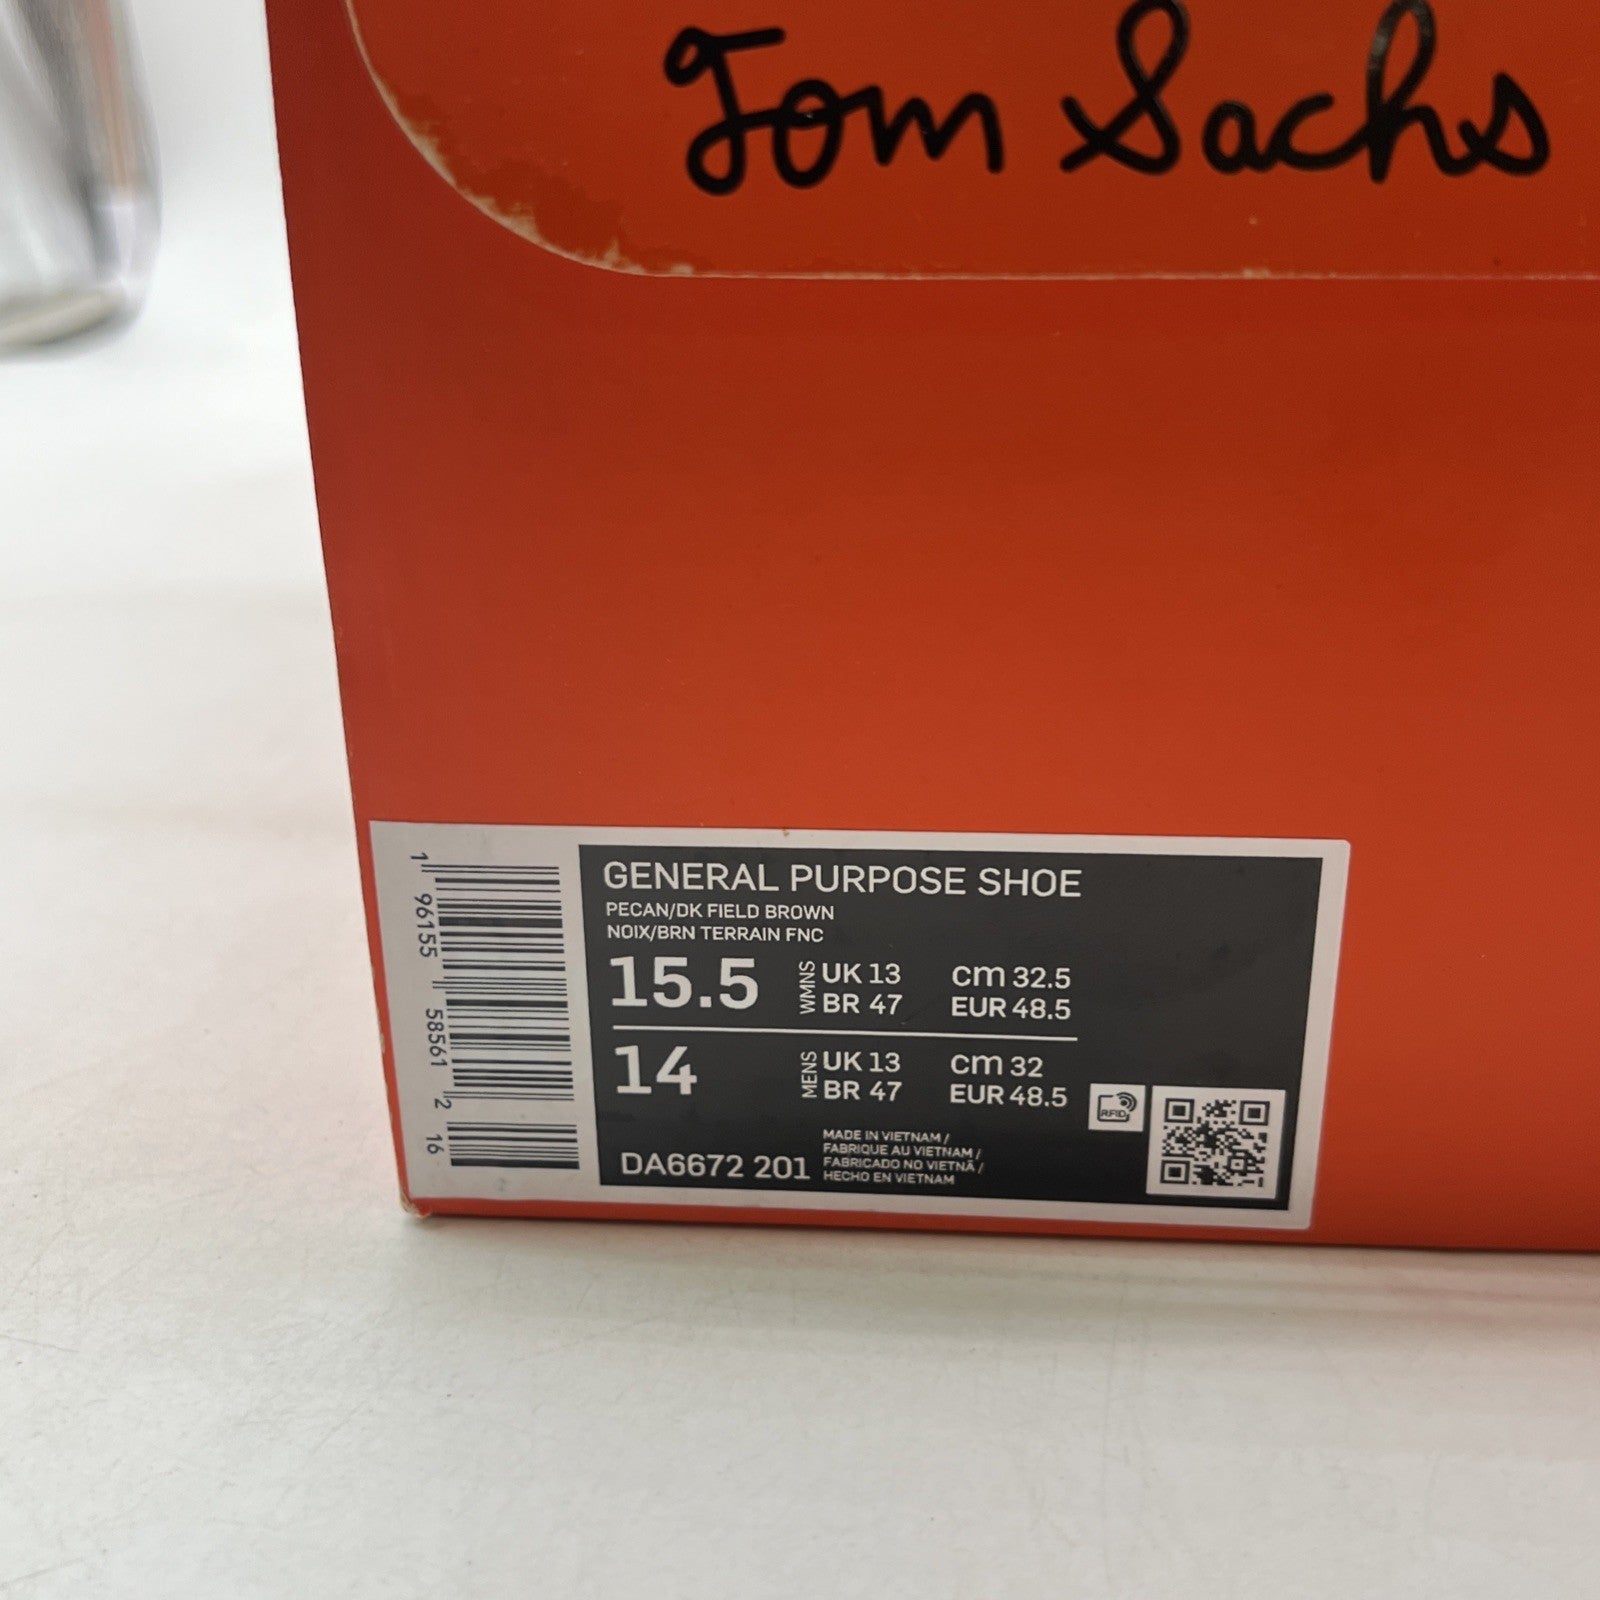 Tom Sachs
GENERAL PURPOSE SHOE
PECAN/DK FIELD BROWN
NOIX/BRN TERRAIN FNC
15.5 WMNS UK 13 cm 32.5
BR 47 EUR 48.5
14 MENS UK 13 cm 32
BR 47 EUR 48.5
DA6672 201
MADE IN VIETNAM /
FABRIQUE AU VIETNAM /
FABRICADO NO VIETNÃ /
HECHO EN VIETNAM
RFID
1 96155 58561 2 16